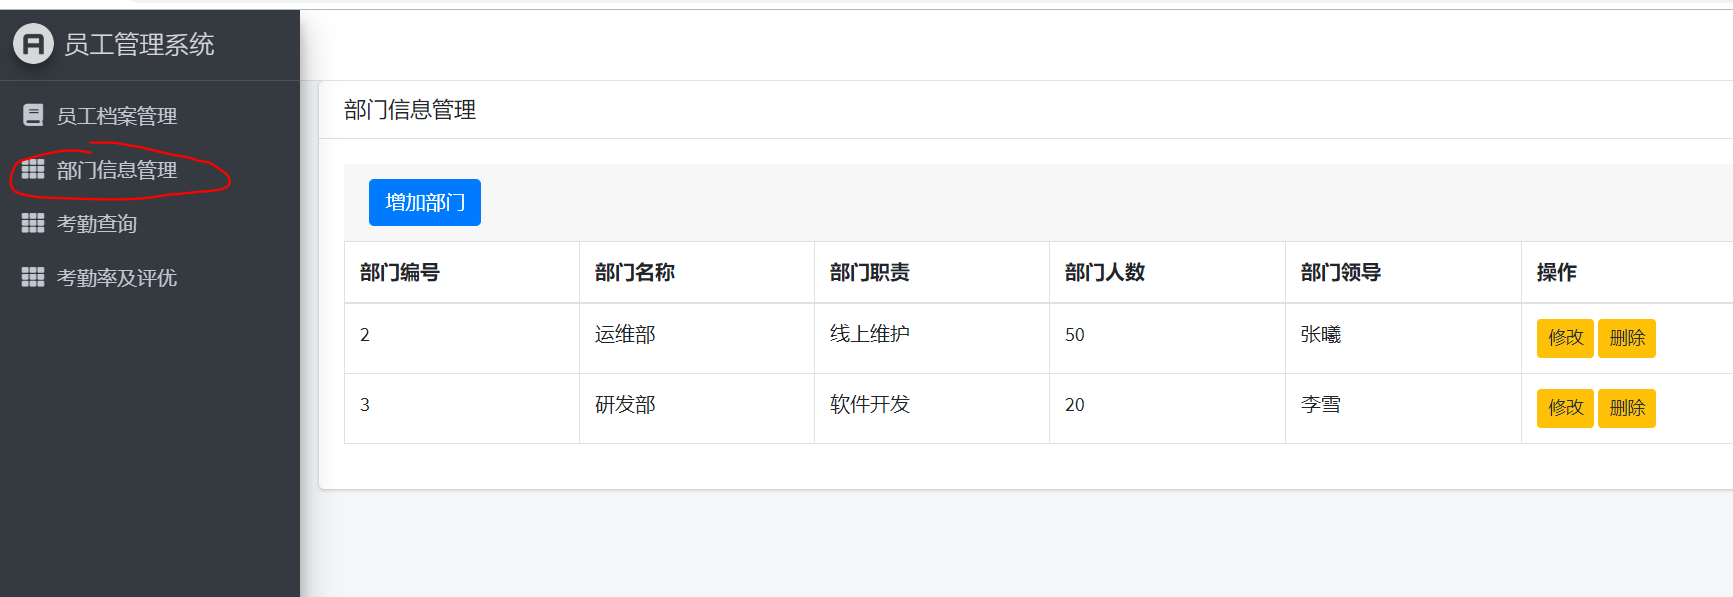 员工管理系统
员工档案管理
部门信息管理
考勤查询
考勤率及评优
部门信息管理
增加部门
部门编号 部门名称 部门职责 部门人数 部门领导 操作
2 运维部 线上维护 50 张曦 修改 删除
3 研发部 软件开发 20 李雪 修改 删除